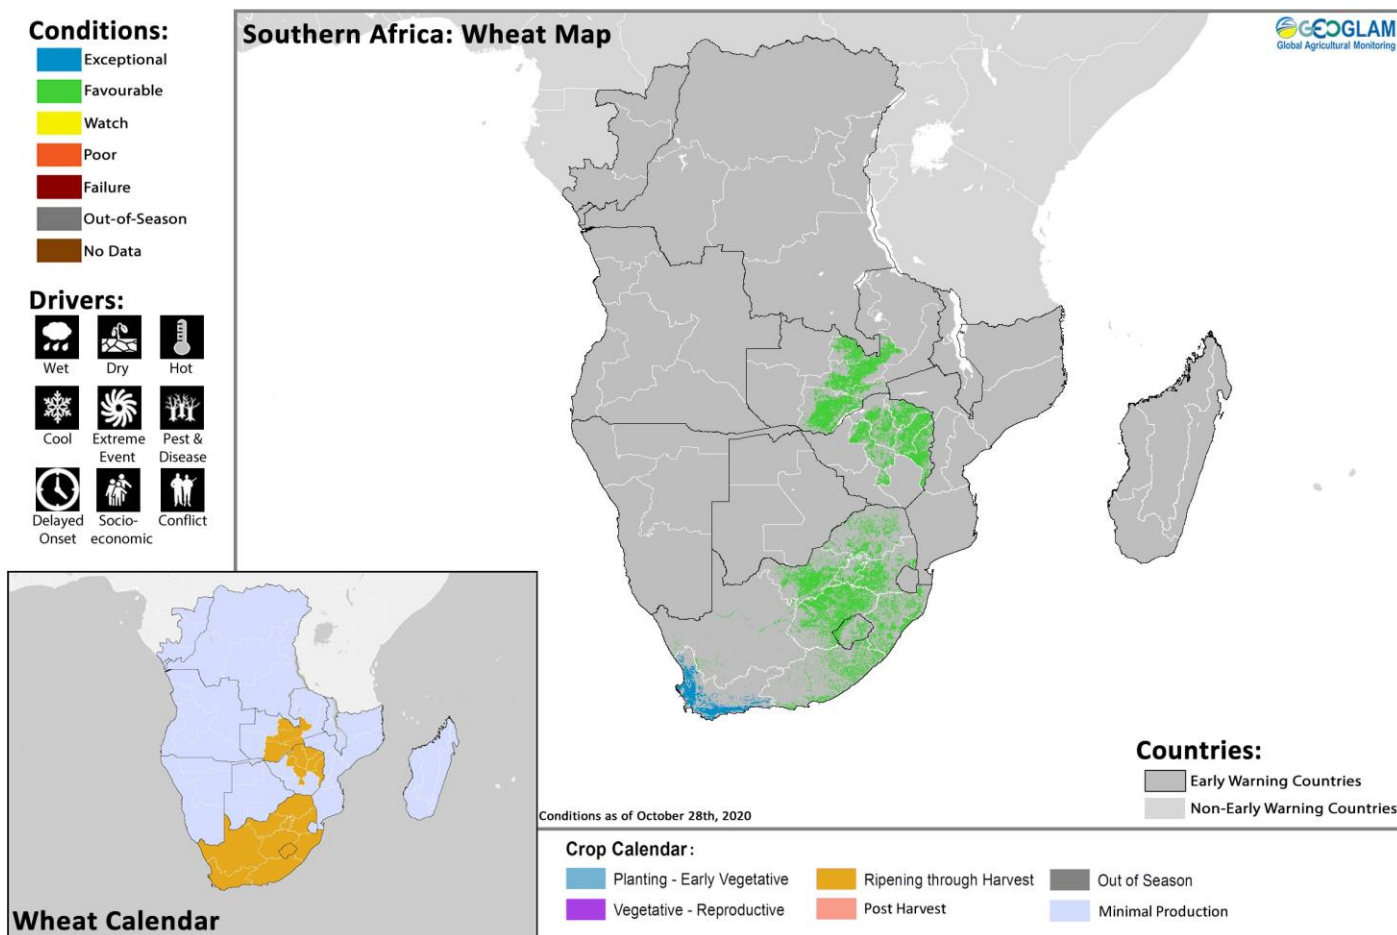 Conditions:
Exceptional
Favourable
Watch
Poor
Failure
Out-of-Season
No Data
Drivers:
Wet
Dry
Hot
Cool
Extreme
Event
Pest &
Disease
Delayed
Onset
Socio-
economic
Conflict
Southern Africa: Wheat Map
GEOGLAM
Global Agricultural Monitoring
Countries:
Early Warning Countries
Non-Early Warning Countries
Conditions as of October 28th, 2020
Wheat Calendar
Crop Calendar:
Planting - Early Vegetative
Vegetative - Reproductive
Ripening through Harvest
Post Harvest
Out of Season
Minimal Production